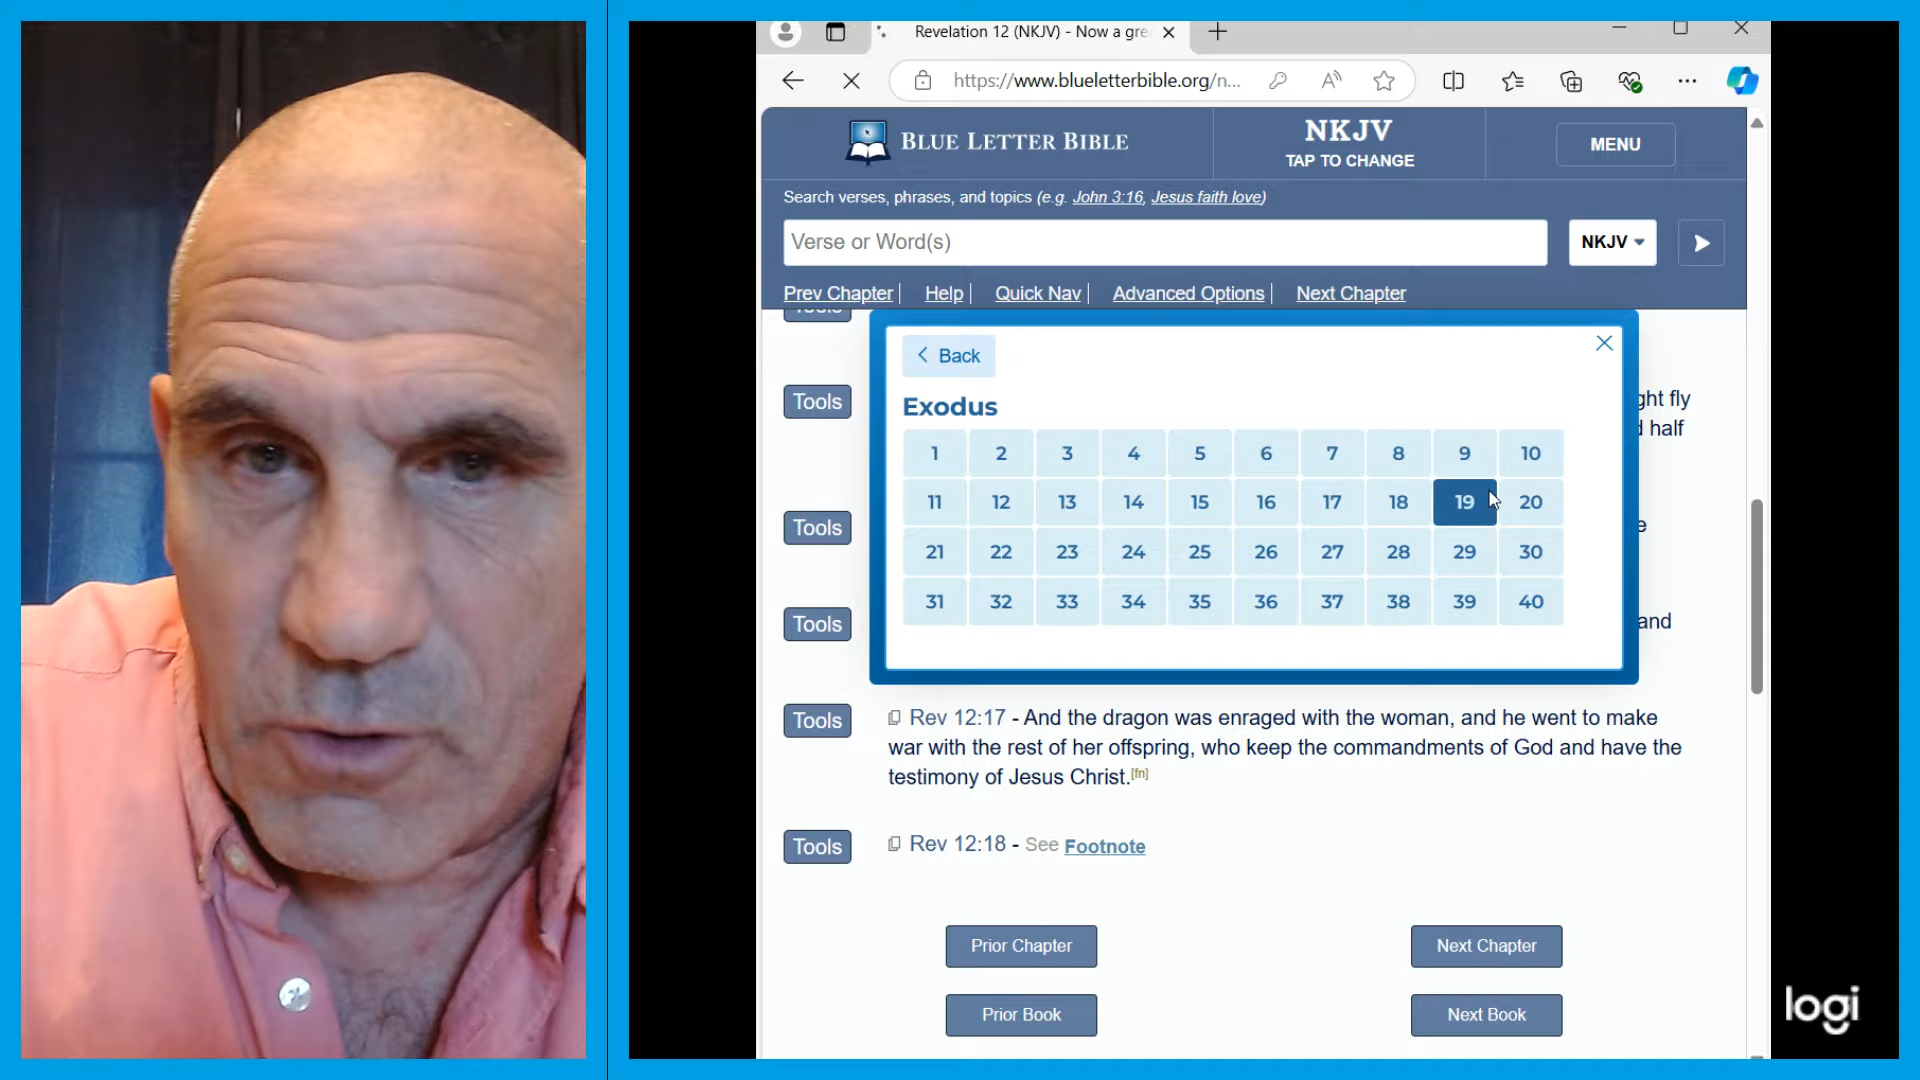 Revelation 12 (NKJV) - Now a gre
https://www.blueletterbible.org/n...
BLUE LETTER BIBLE
NKJV
TAP TO CHANGE
MENU
Search verses, phrases, and topics (e.g. John 3:16, Jesus faith love)
Verse or Word(s)
NKJV
Prev Chapter| Help| Quick Nav| Advanced Options| Next Chapter
Tools
Back
Exodus
1 2 3 4 5 6 7 8 9 10
11 12 13 14 15 16 17 18 19 20
21 22 23 24 25 26 27 28 29 30
31 32 33 34 35 36 37 38 39 40
Tools
ght fly
half
Tools
e
Tools
and
Tools
Rev 12:17 - And the dragon was enraged with the woman, and he went to make
war with the rest of her offspring, who keep the commandments of God and have the
testimony of Jesus Christ.[fn]
Tools
Rev 12:18 - See Footnote
Prior Chapter
Next Chapter
Prior Book
Next Book
logi